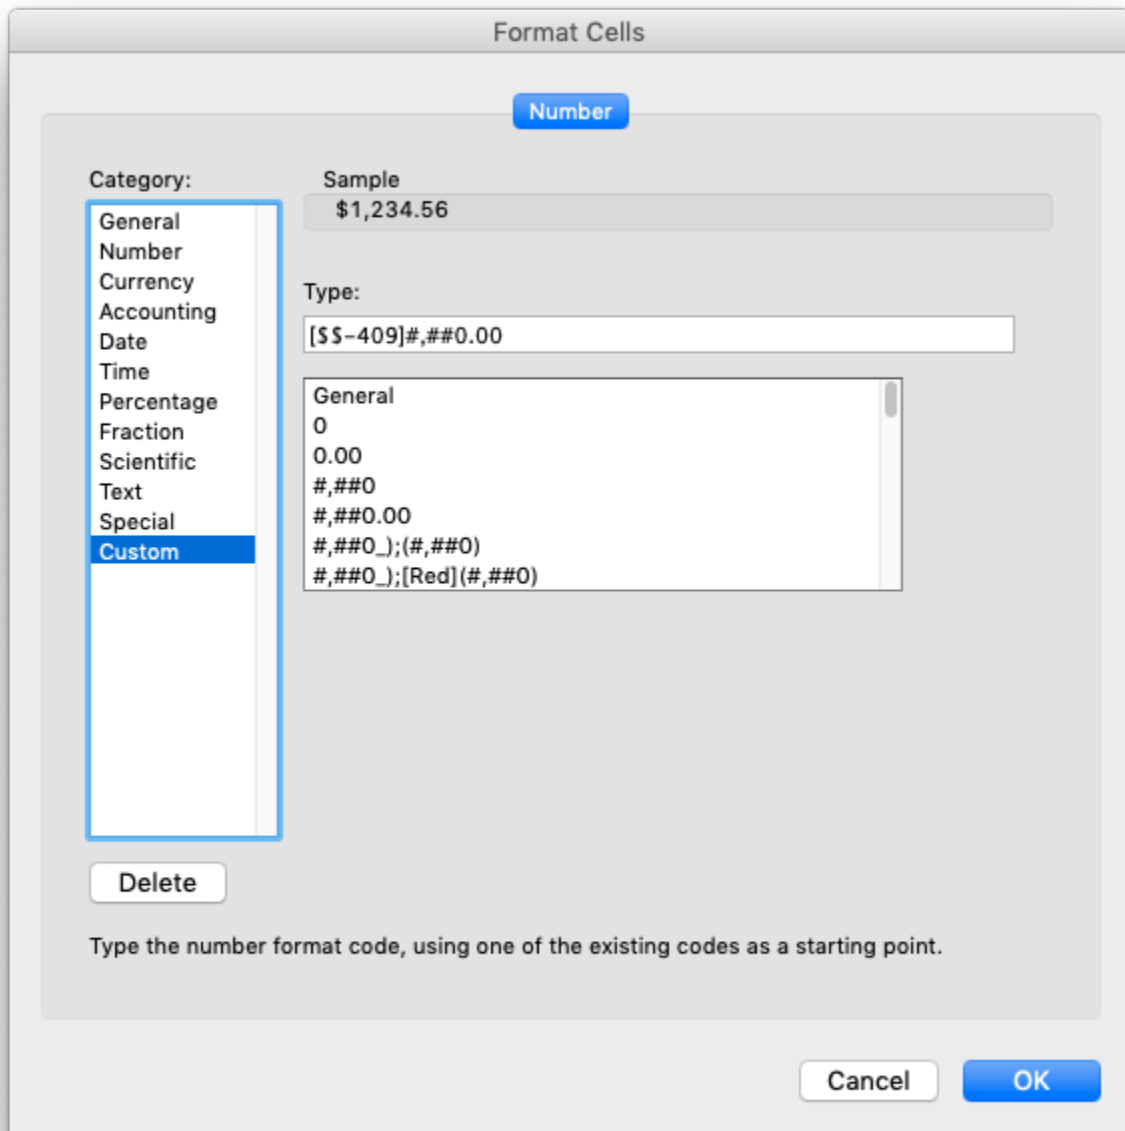 Format Cells
Number
Category:
General
Number
Currency
Accounting
Date
Time
Percentage
Fraction
Scientific
Text
Special
Custom
Sample
$1,234.56
Type:
[$$-409]#,##0.00
General
0
0.00
#,##0
#,##0.00
#,##0_);(#,##0)
#,##0_);[Red](#,##0)
Delete
Type the number format code, using one of the existing codes as a starting point.
Cancel
OK